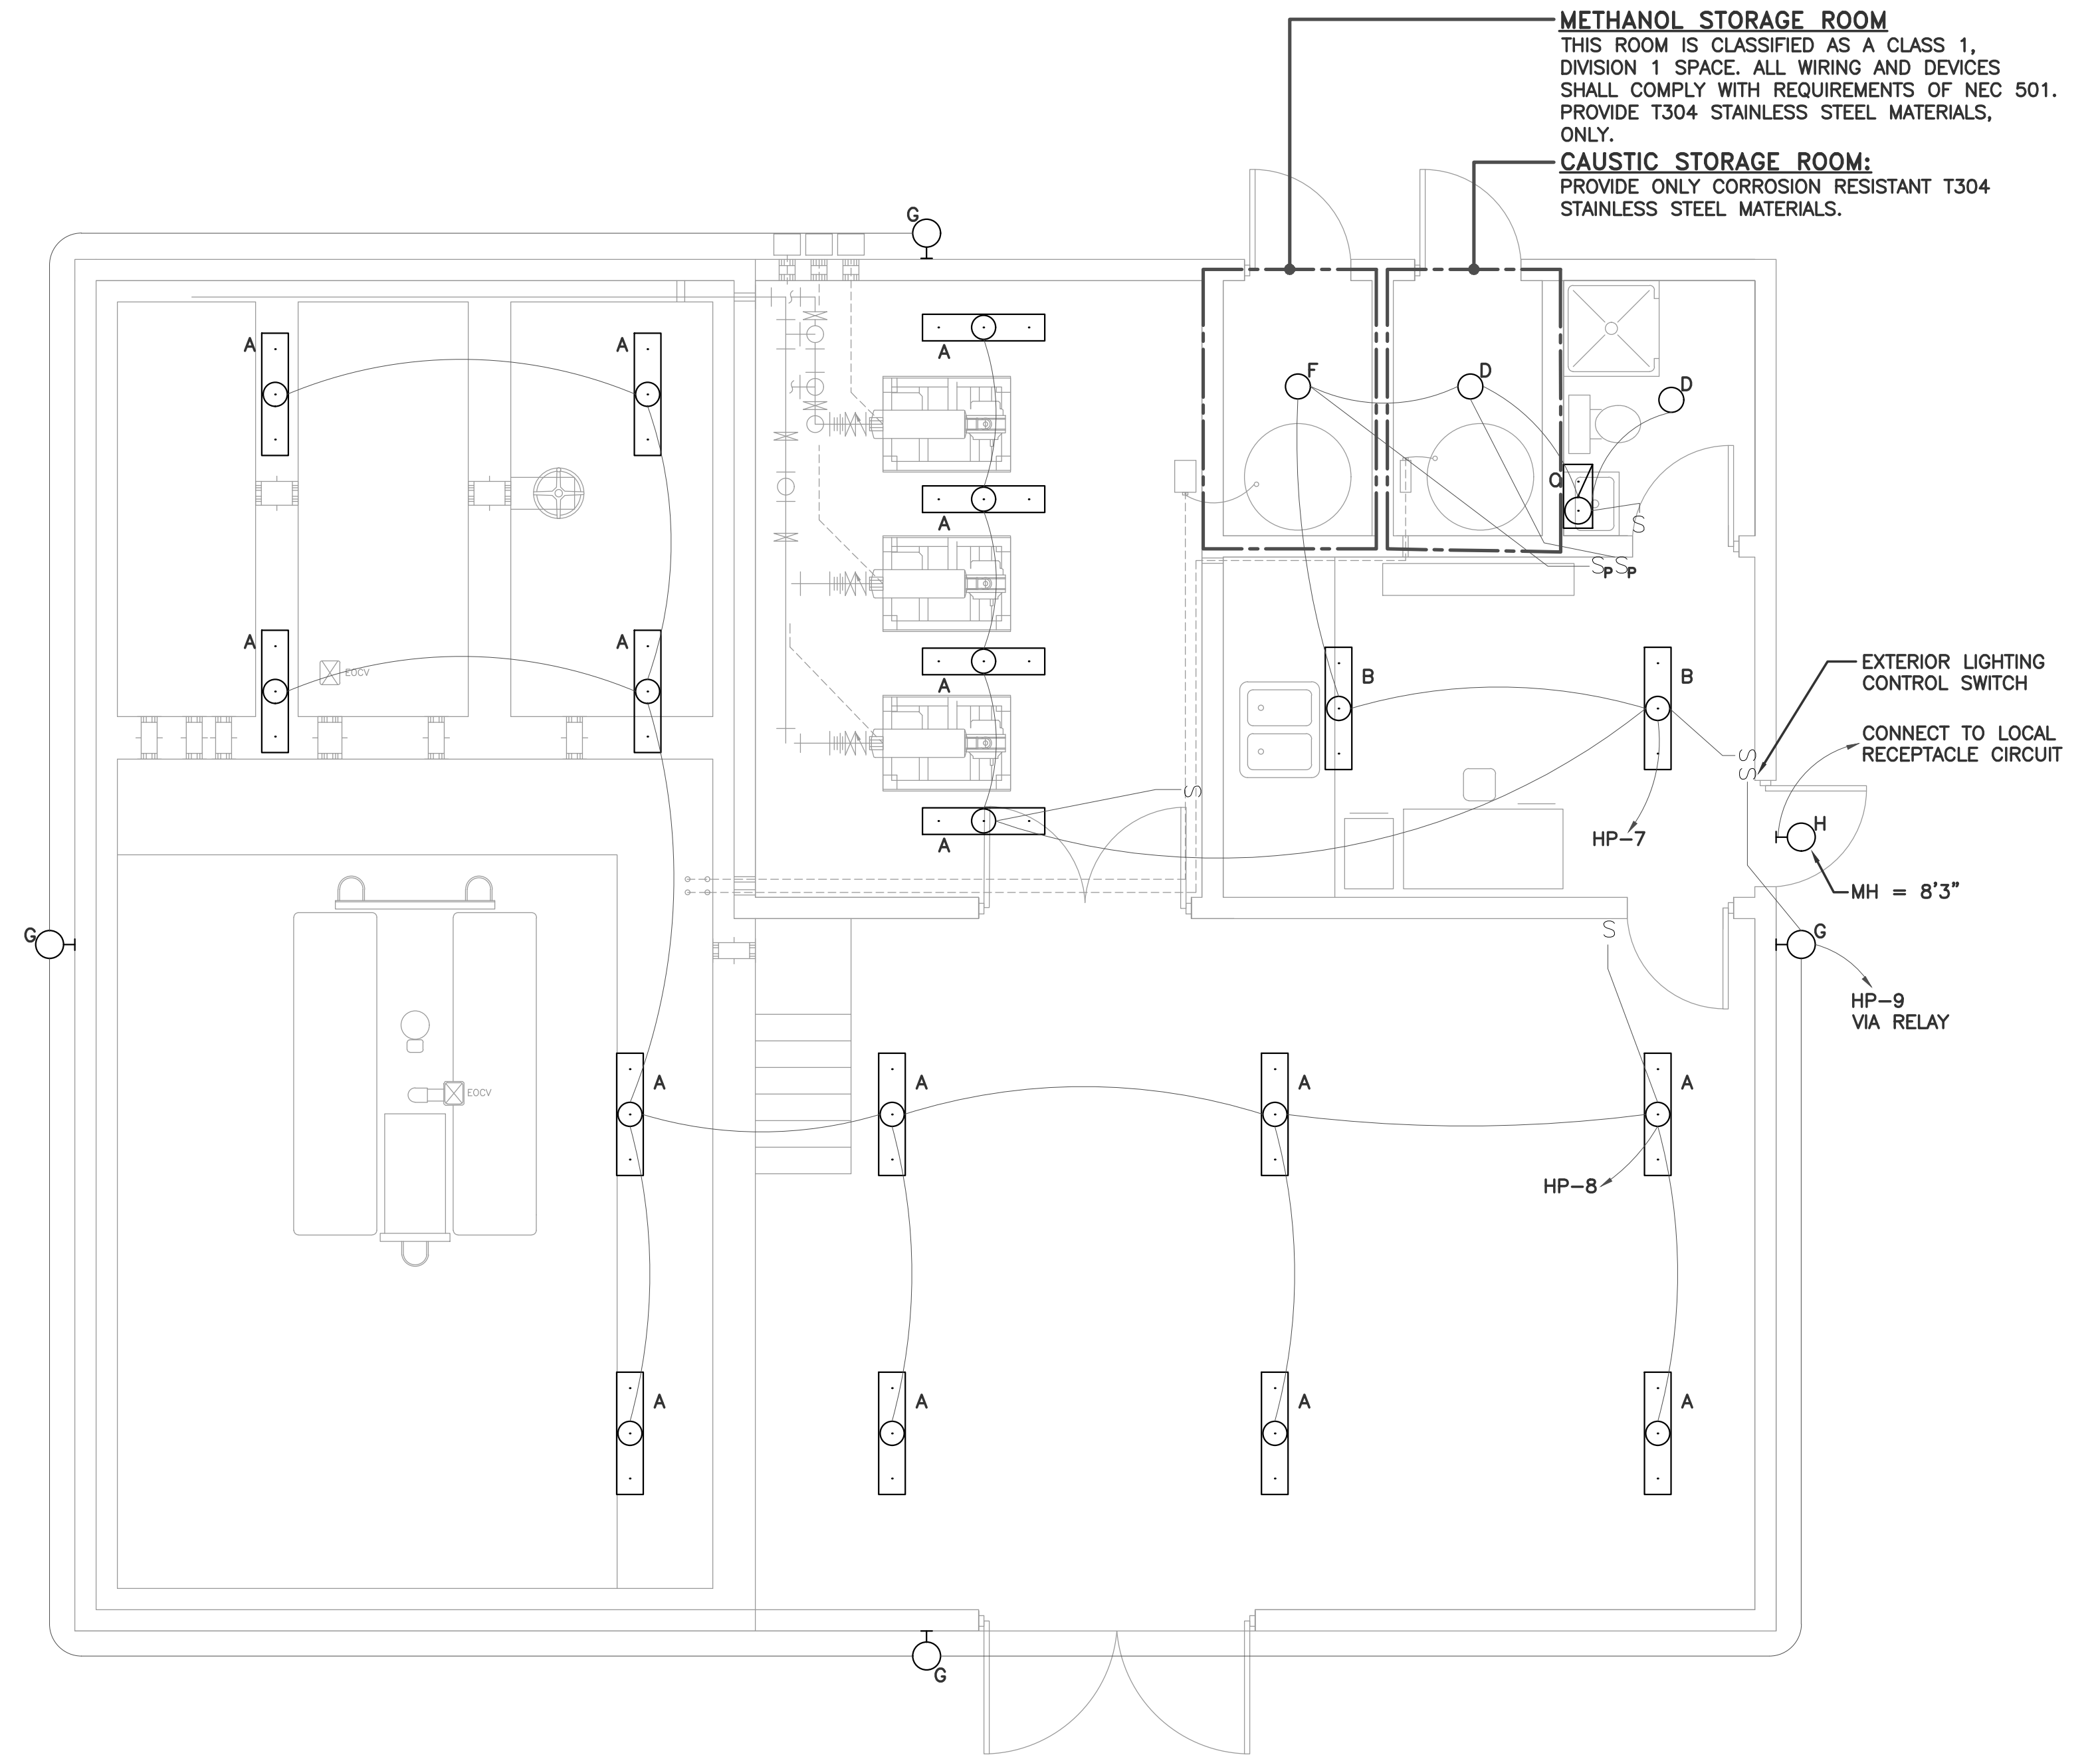 METHANOL STORAGE ROOM
THIS ROOM IS CLASSIFIED AS A CLASS 1,
DIVISION 1 SPACE. ALL WIRING AND DEVICES
SHALL COMPLY WITH REQUIREMENTS OF NEC 501.
PROVIDE T304 STAINLESS STEEL MATERIALS,
ONLY.
CAUSTIC STORAGE ROOM:
PROVIDE ONLY CORROSION RESISTANT T304
STAINLESS STEEL MATERIALS.
G
A
A
A
F
D
D
A
C
S
SP SP
A
A
EOCV
A
B
B
EXTERIOR LIGHTING
CONTROL SWITCH
CONNECT TO LOCAL
RECEPTACLE CIRCUIT
S
S
S
A
HP-7
H
MH = 8'3"
G
S
G
HP-9
VIA RELAY
EOCV
A
A
A
A
HP-8
A
A
A
A
G